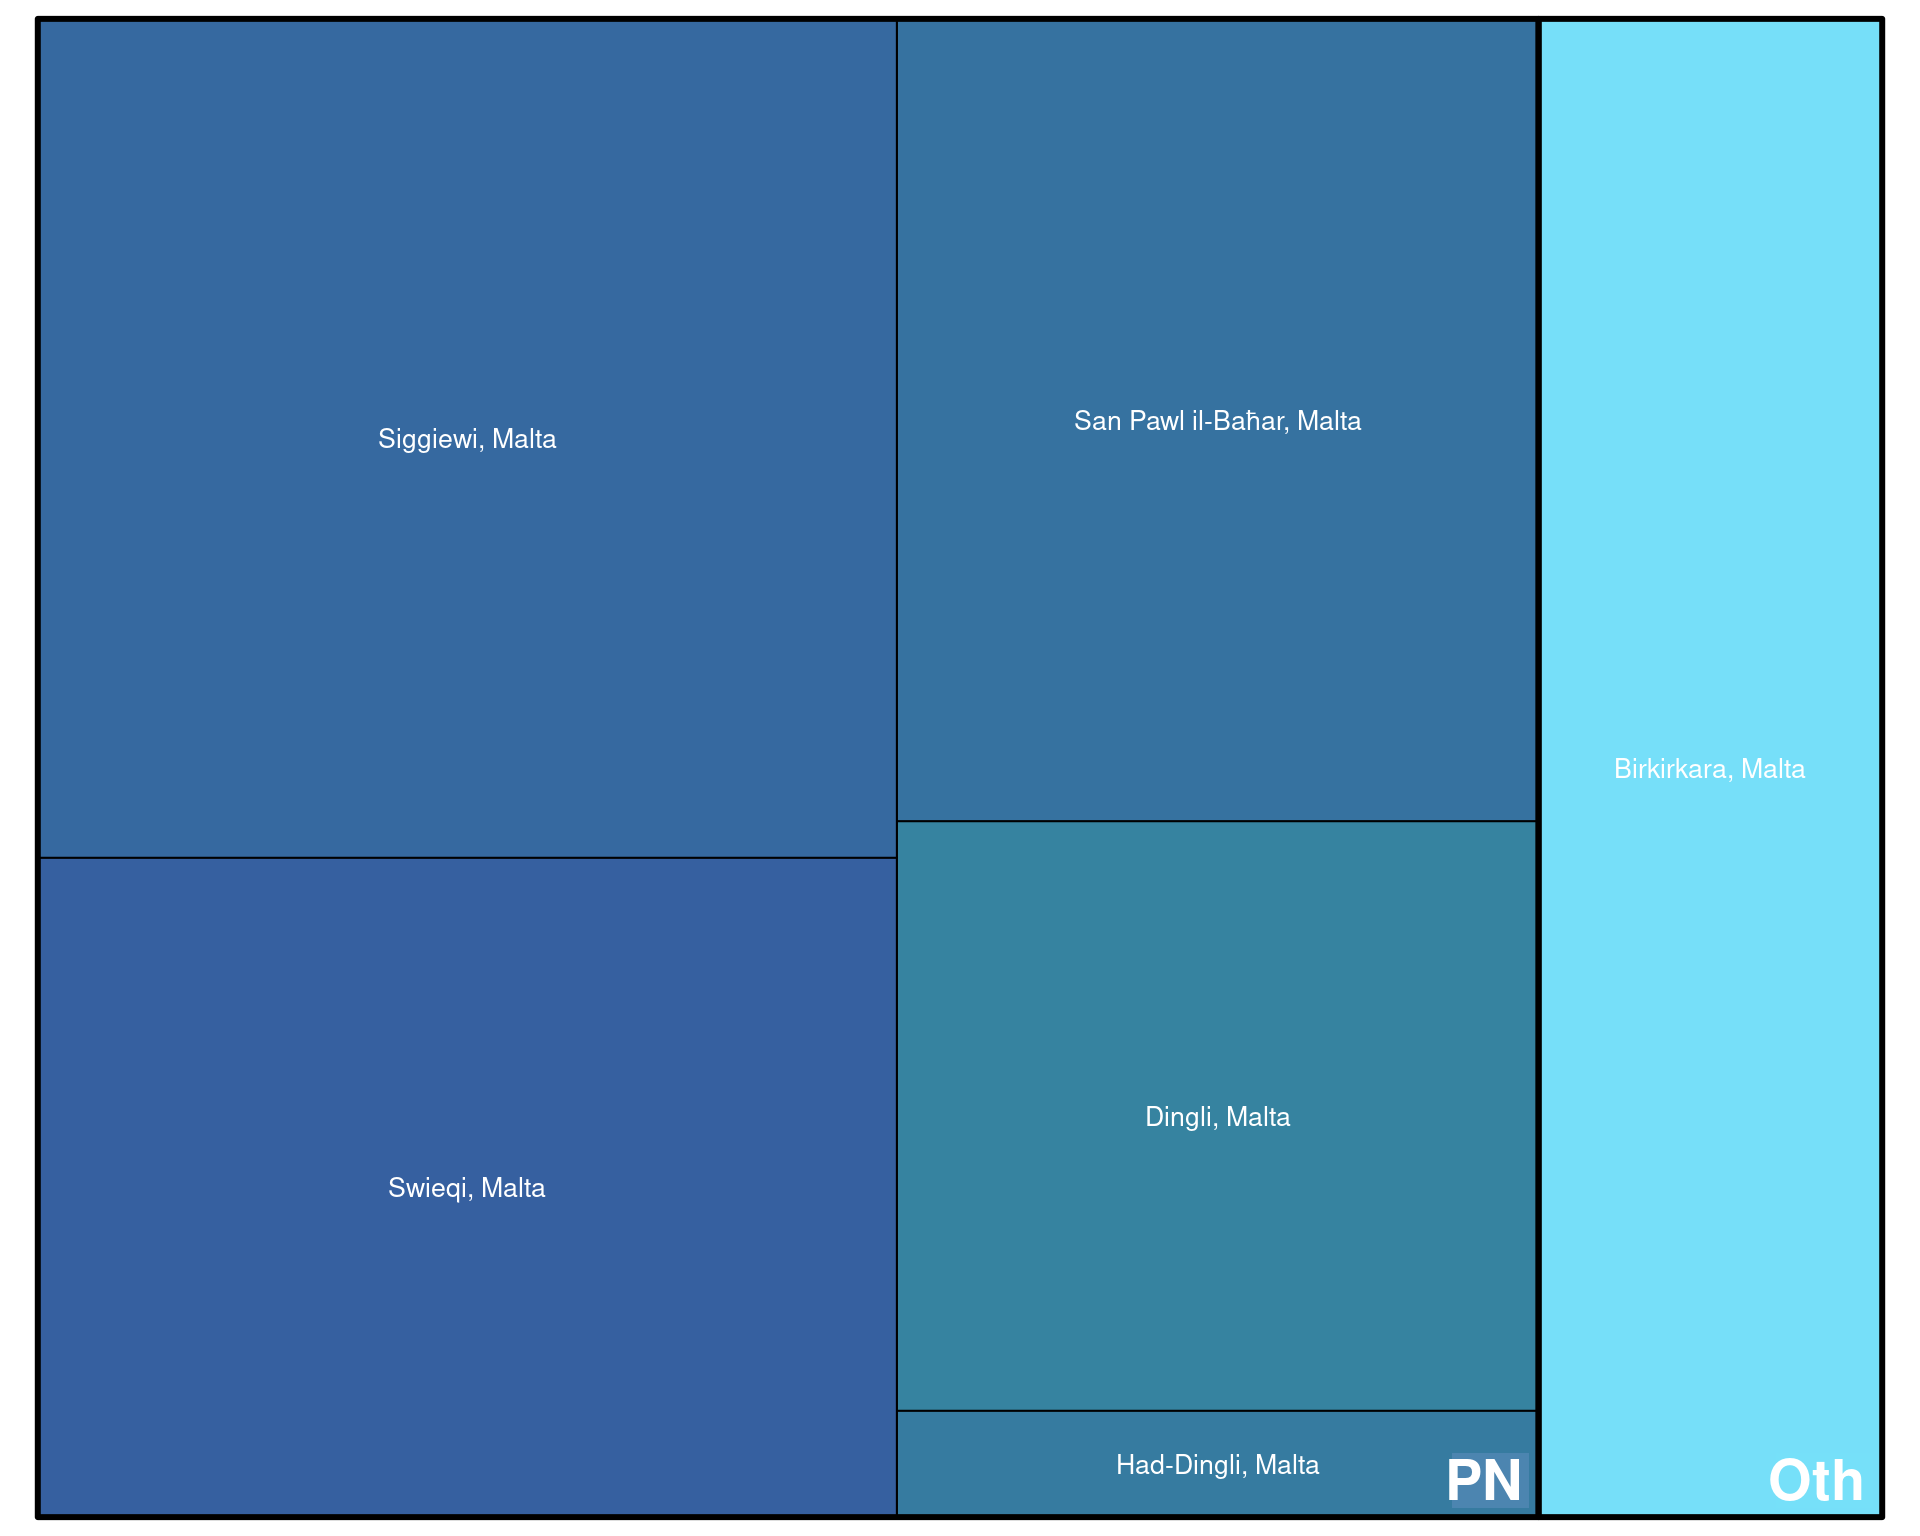 Siggiewi, Malta
San Pawl il-Baħar, Malta
Birkirkara, Malta
Swieqi, Malta
Dingli, Malta
Had-Dingli, Malta
PN
Oth